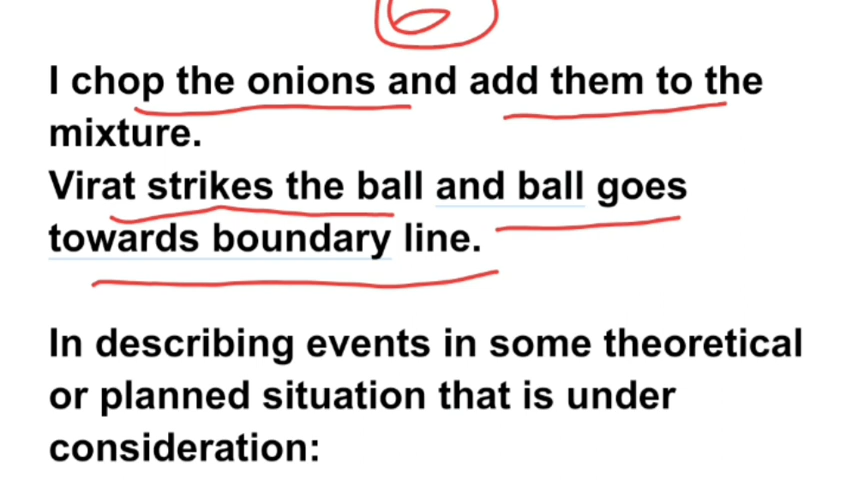 6
I chop the onions and add them to the
mixture.
Virat strikes the ball and ball goes
towards boundary line.
In describing events in some theoretical
or planned situation that is under
consideration: